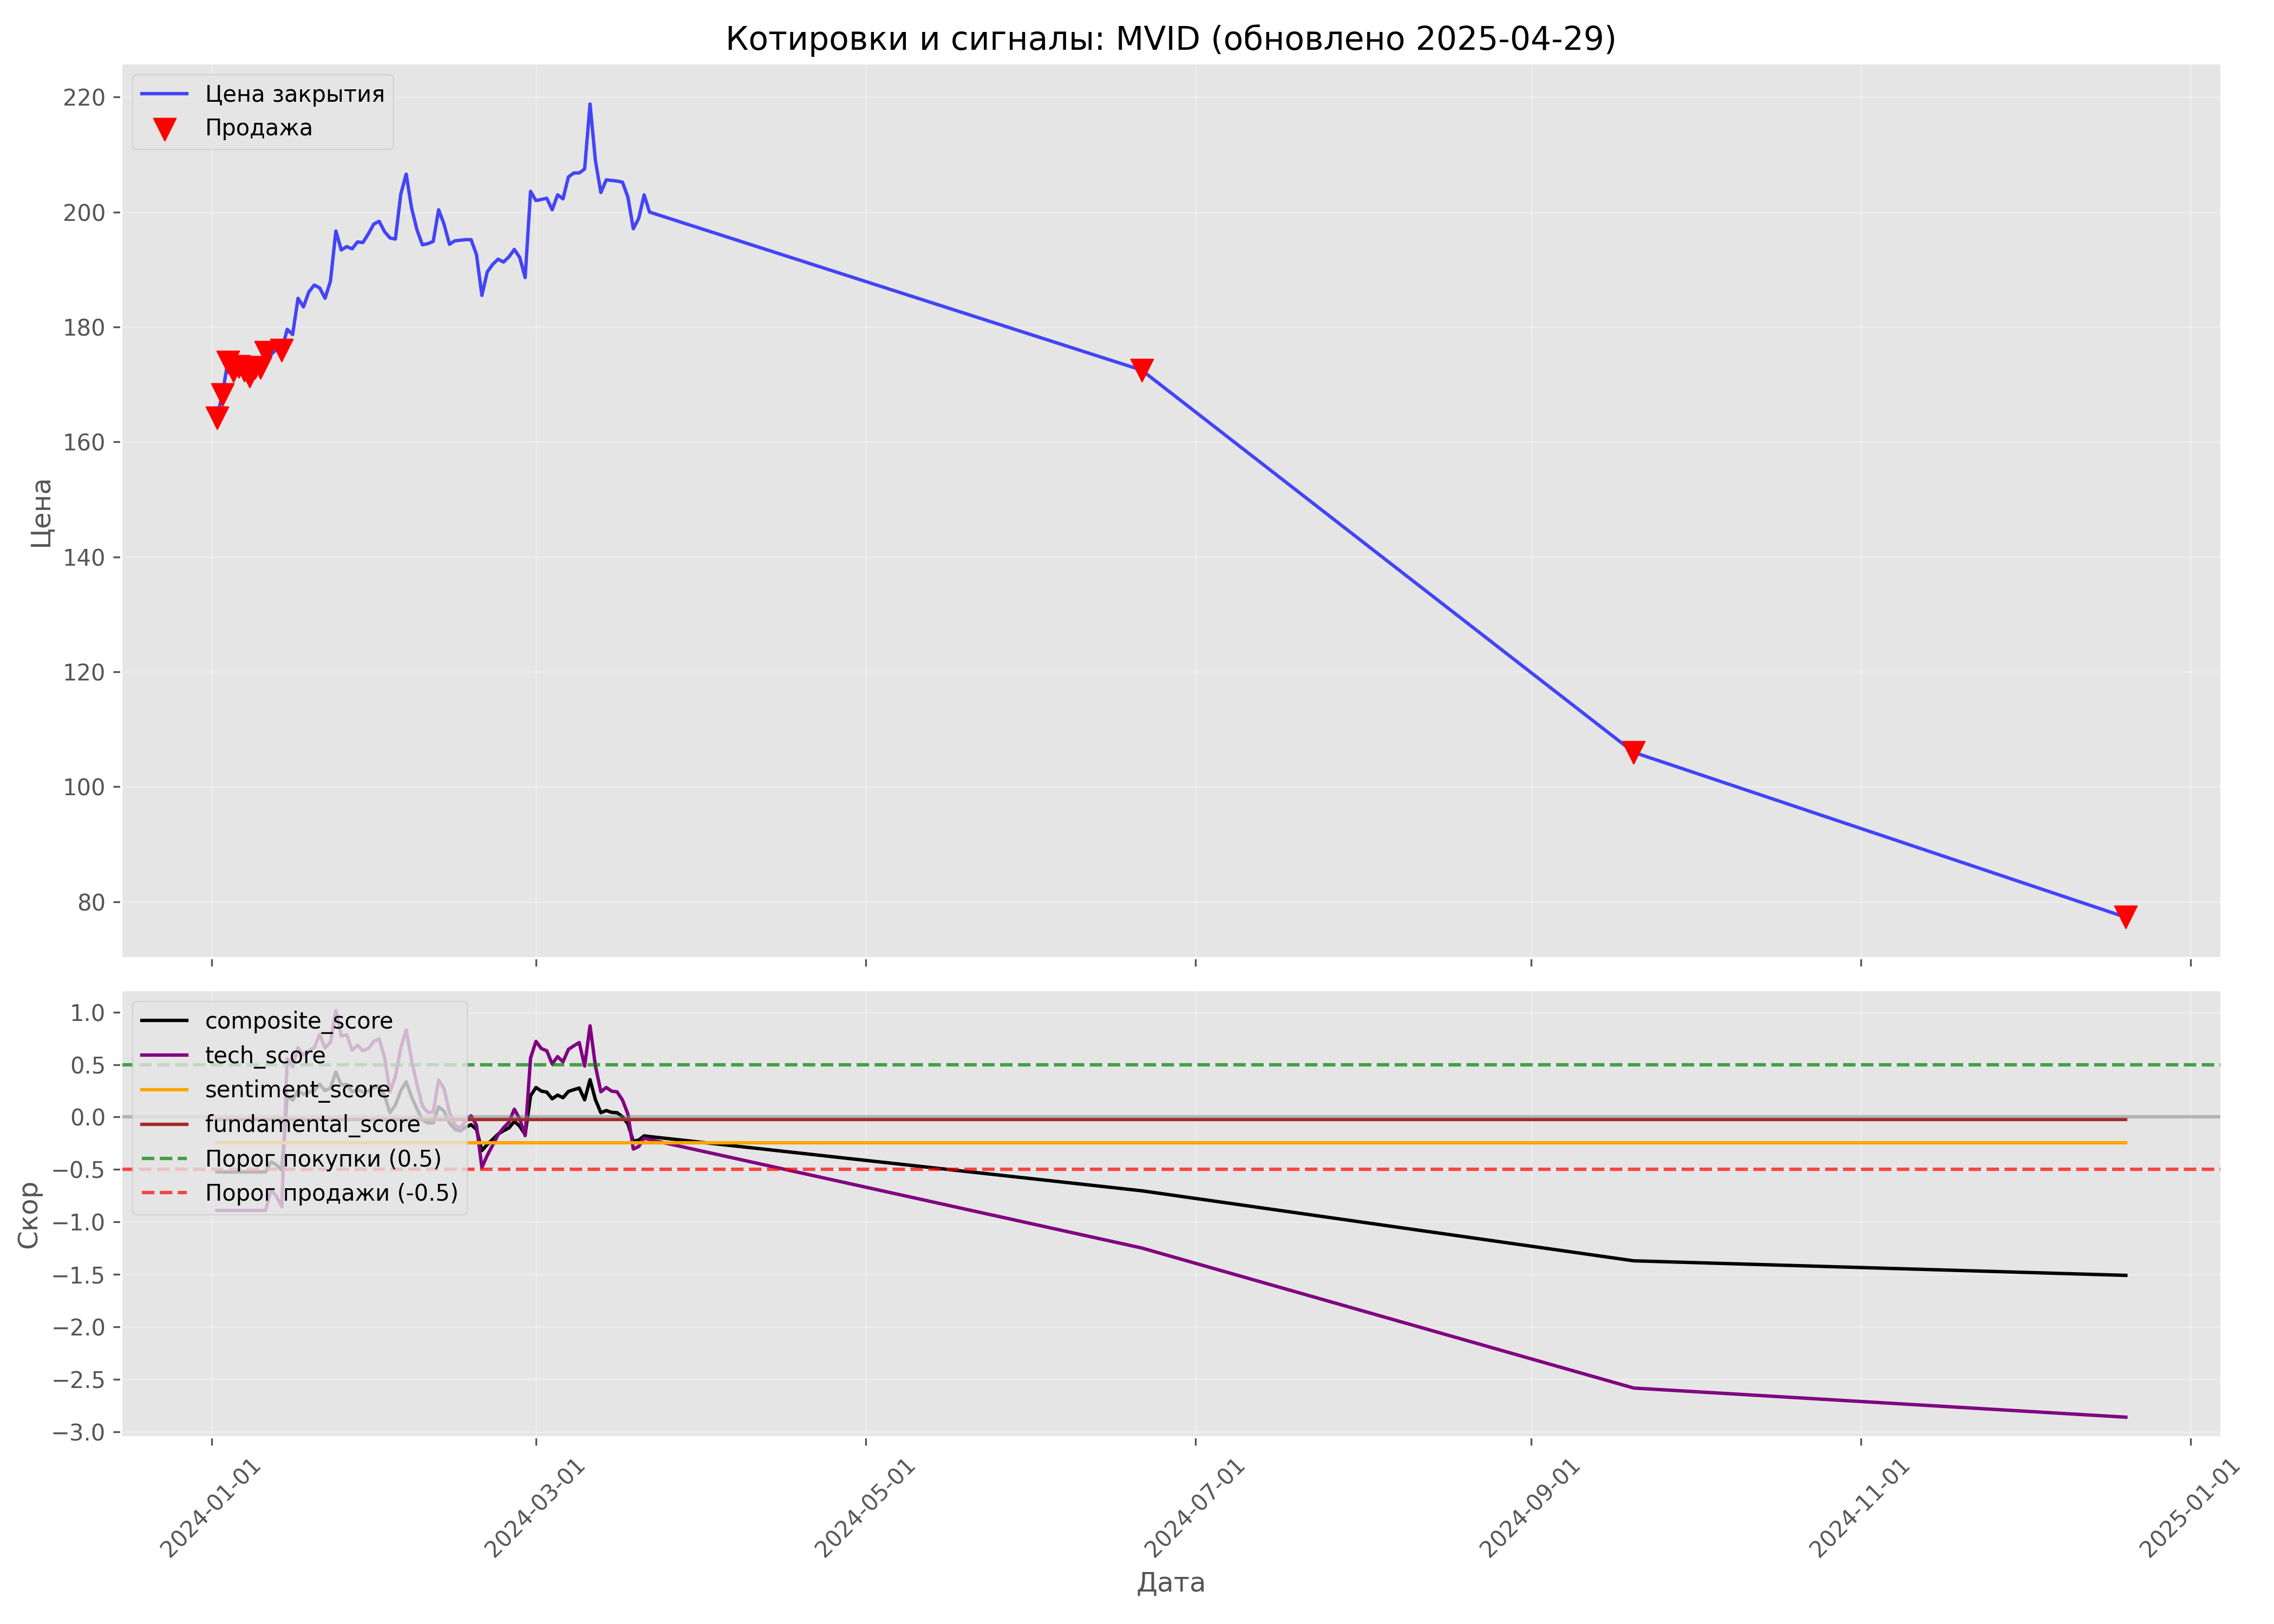 Котировки и сигналы: MVID (обновлено 2025-04-29)
Цена закрытия
Продажа
220
200
180
160
140
120
100
80
Цена
composite_score
tech_score
sentiment_score
fundamental_score
Порог покупки (0.5)
Порог продажи (-0.5)
1.0
0.5
0.0
−0.5
−1.0
−1.5
−2.0
−2.5
−3.0
Скор
2024-01-01
2024-03-01
2024-05-01
2024-07-01
2024-09-01
2024-11-01
2025-01-01
Дата